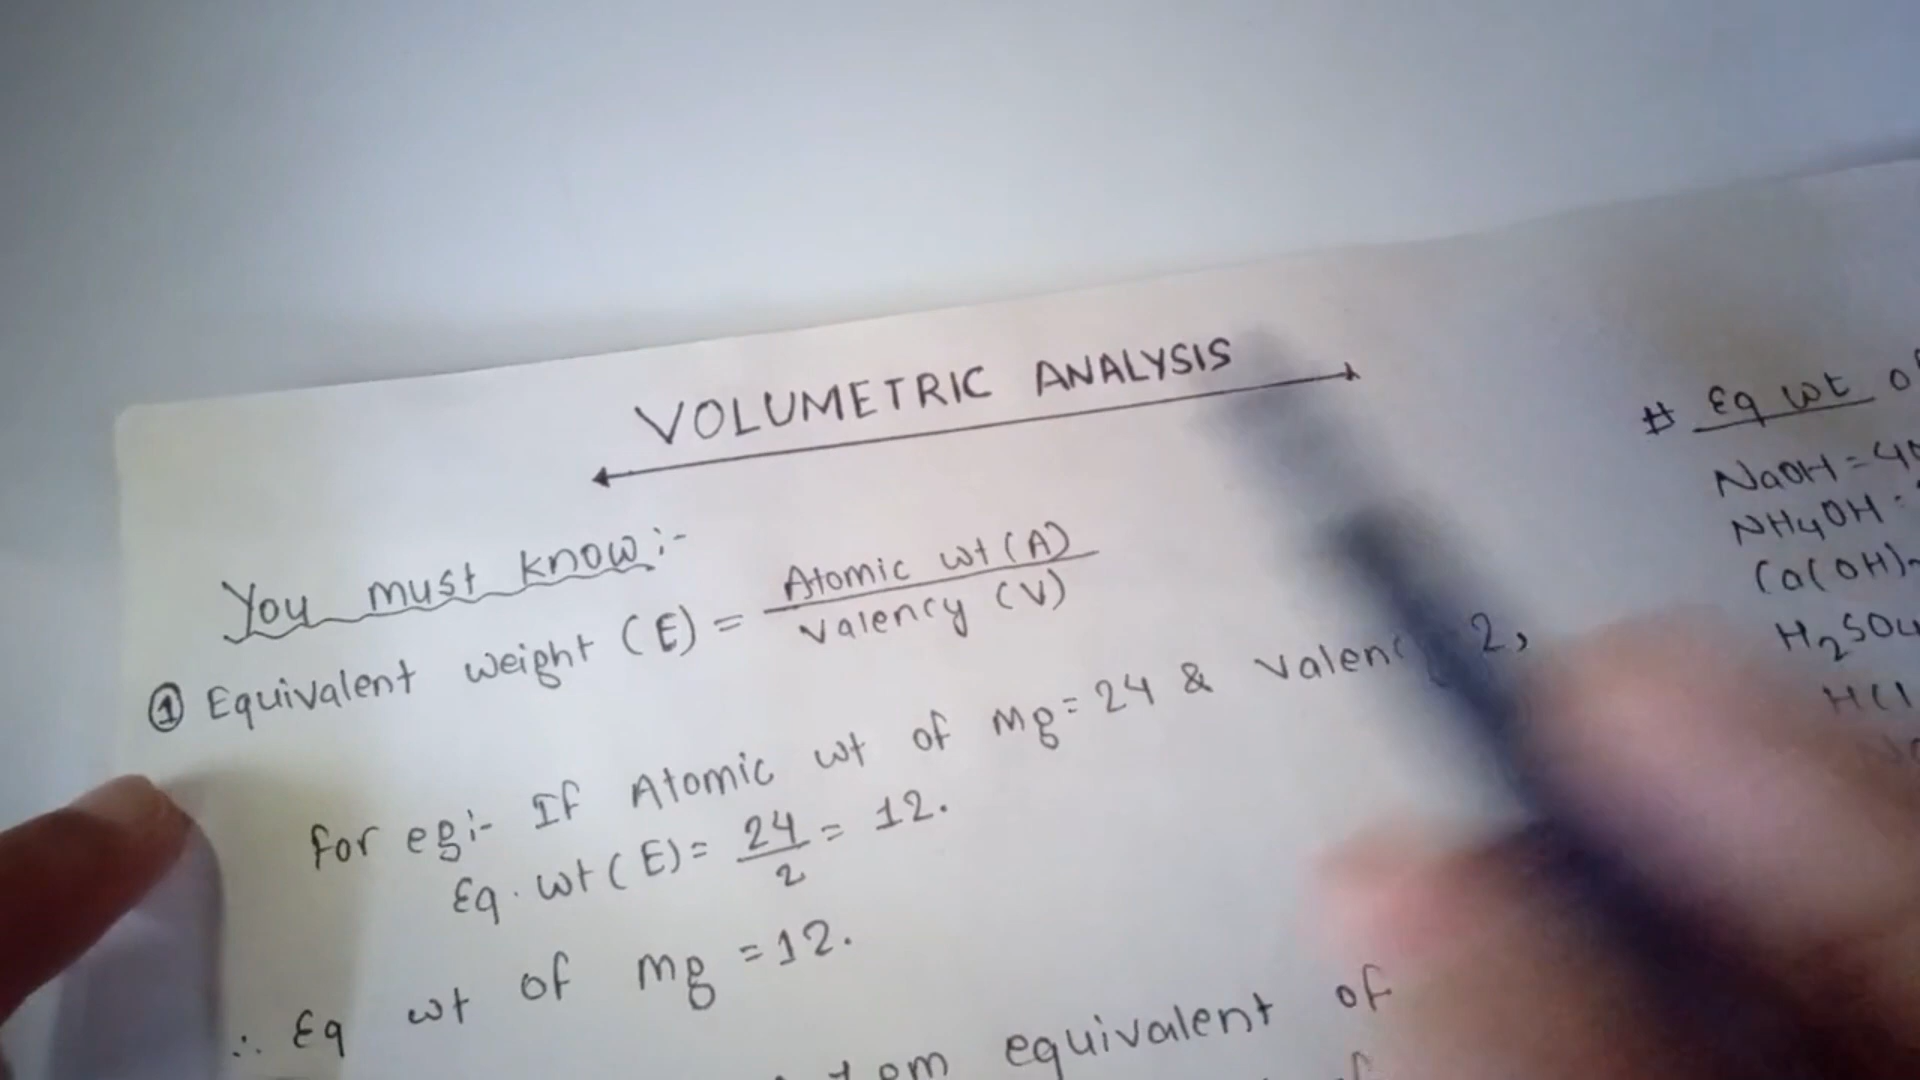 VOLUMETRIC ANALYSIS
You must know:-
① Equivalent weight (E) = Atomic wt (A) / Valency (V)
For eg:- If Atomic wt of Mg = 24 & valen 2,
Eq. wt (E) = 24/2 = 12.
∴ Eq wt of Mg = 12.
equivalent of
# Eq wt
NaOH =
NH4OH
Ca(OH)
H2SO4
HCl